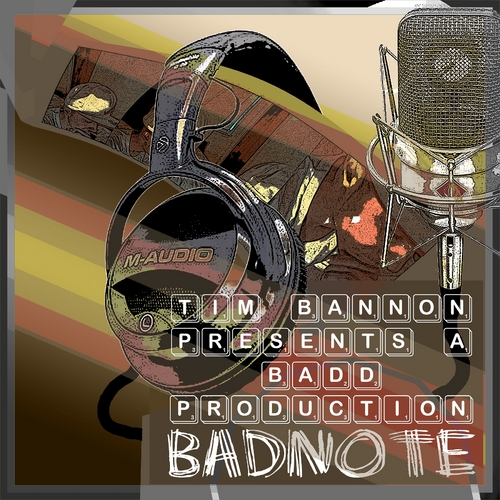 M-AUDIO
TIM BANNON
PRESENTS A
BADD
PRODUCTION
BADNOTE